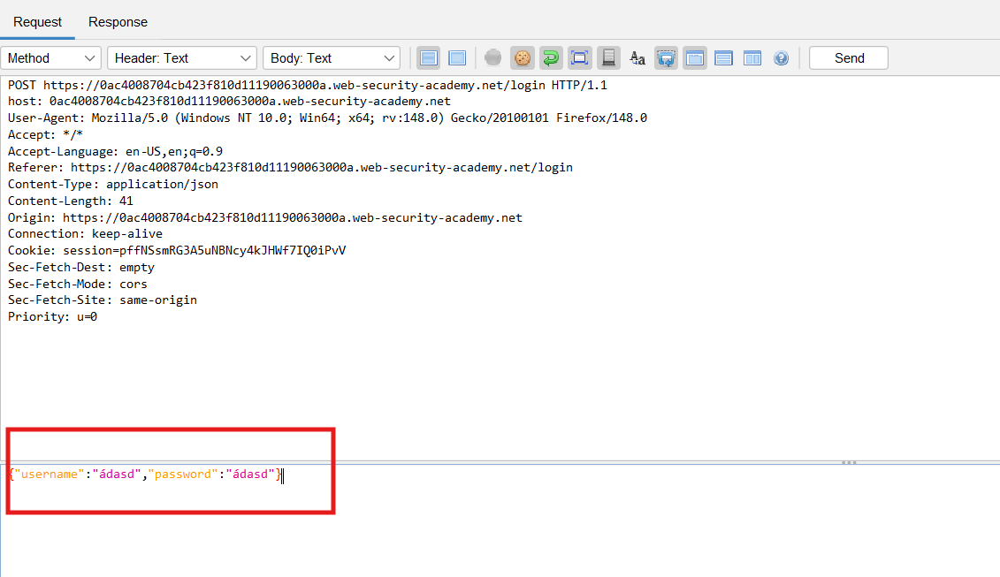 Request Response
Method Header: Text Body: Text Aa ? Send
POST https://0ac4008704cb423f810d11190063000a.web-security-academy.net/login HTTP/1.1
host: 0ac4008704cb423f810d11190063000a.web-security-academy.net
User-Agent: Mozilla/5.0 (Windows NT 10.0; Win64; x64; rv:148.0) Gecko/20100101 Firefox/148.0
Accept: */*
Accept-Language: en-US,en;q=0.9
Referer: https://0ac4008704cb423f810d11190063000a.web-security-academy.net/login
Content-Type: application/json
Content-Length: 41
Origin: https://0ac4008704cb423f810d11190063000a.web-security-academy.net
Connection: keep-alive
Cookie: session=pffNSsmRG3A5uNBNcy4kJHWf7IQ0iPvV
Sec-Fetch-Dest: empty
Sec-Fetch-Mode: cors
Sec-Fetch-Site: same-origin
Priority: u=0
{"username":"ádasd","password":"ádasd"}